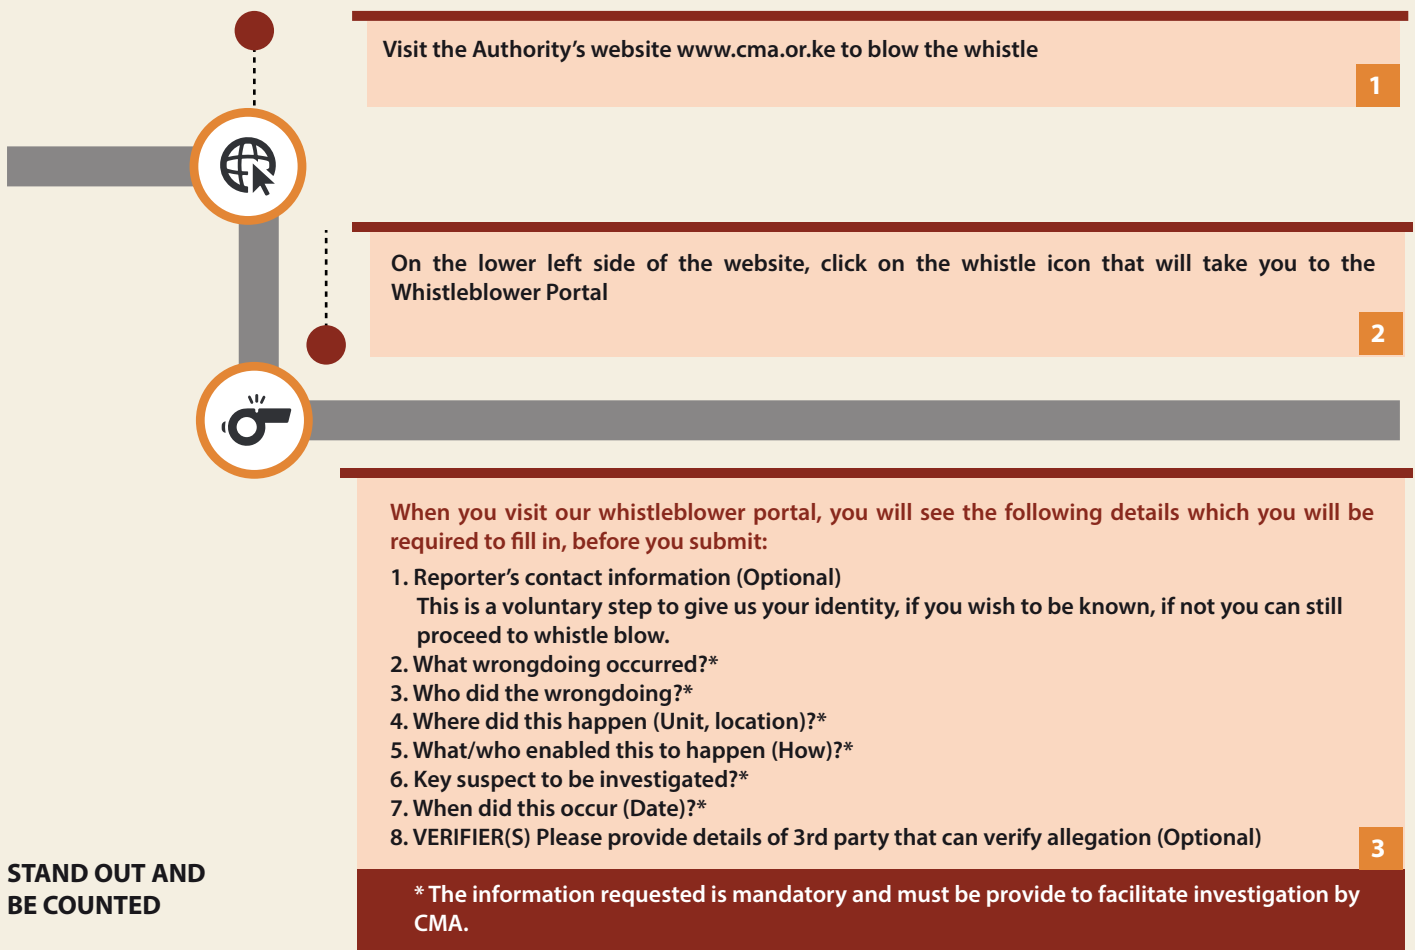 Visit the Authority’s website www.cma.or.ke to blow the whistle
1
On the lower left side of the website, click on the whistle icon that will take you to the
Whistleblower Portal
2
When you visit our whistleblower portal, you will see the following details which you will be
required to fill in, before you submit:
1. Reporter’s contact information (Optional)
This is a voluntary step to give us your identity, if you wish to be known, if not you can still
proceed to whistle blow.
2. What wrongdoing occurred?*
3. Who did the wrongdoing?*
4. Where did this happen (Unit, location)?*
5. What/who enabled this to happen (How)?*
6. Key suspect to be investigated?*
7. When did this occur (Date)?*
8. VERIFIER(S) Please provide details of 3rd party that can verify allegation (Optional)
3
* The information requested is mandatory and must be provide to facilitate investigation by
CMA.
STAND OUT AND
BE COUNTED